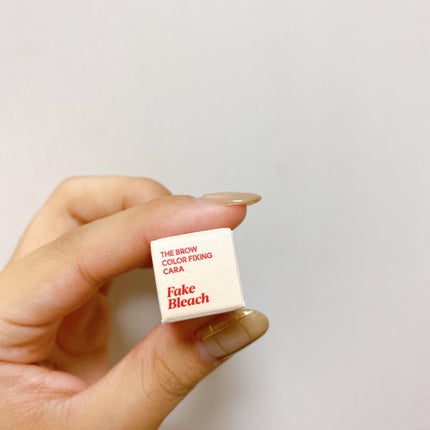 THE BROW
COLOR FIXING
CARA
Fake
Bleach